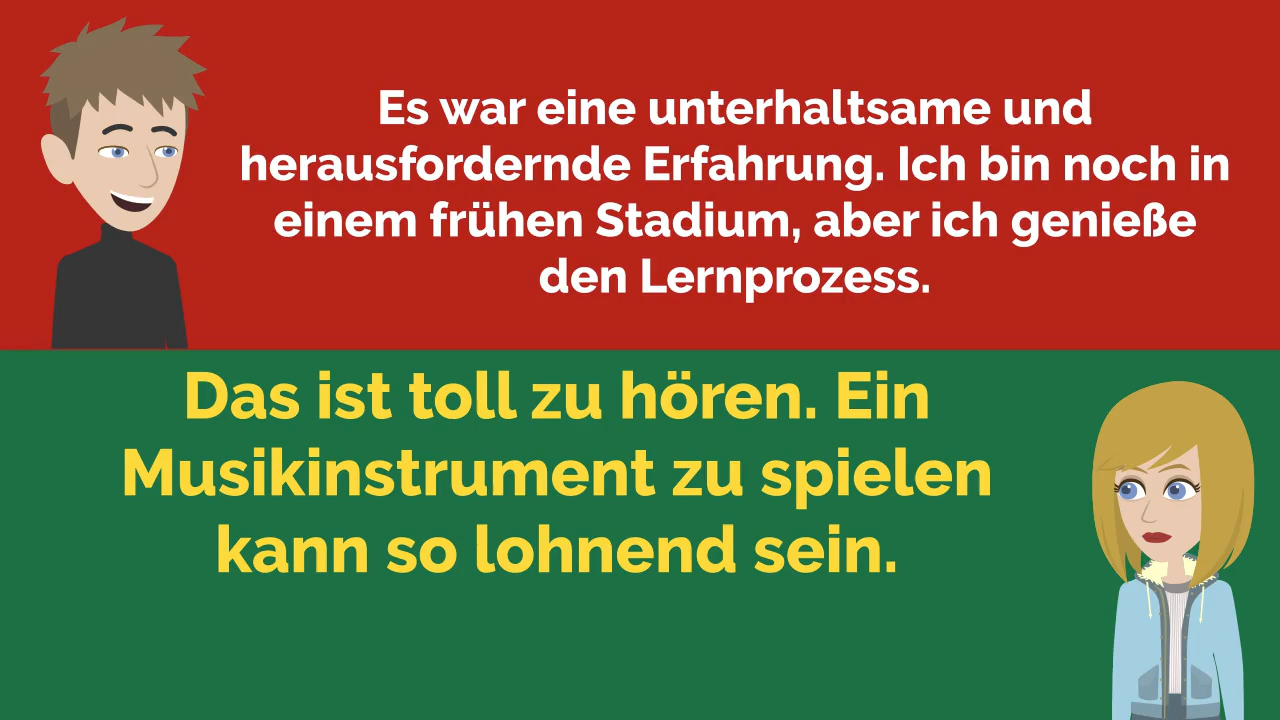 Es war eine unterhaltsame und
herausfordernde Erfahrung. Ich bin noch in
einem frühen Stadium, aber ich genieße
den Lernprozess.
Das ist toll zu hören. Ein
Musikinstrument zu spielen
kann so lohnend sein.